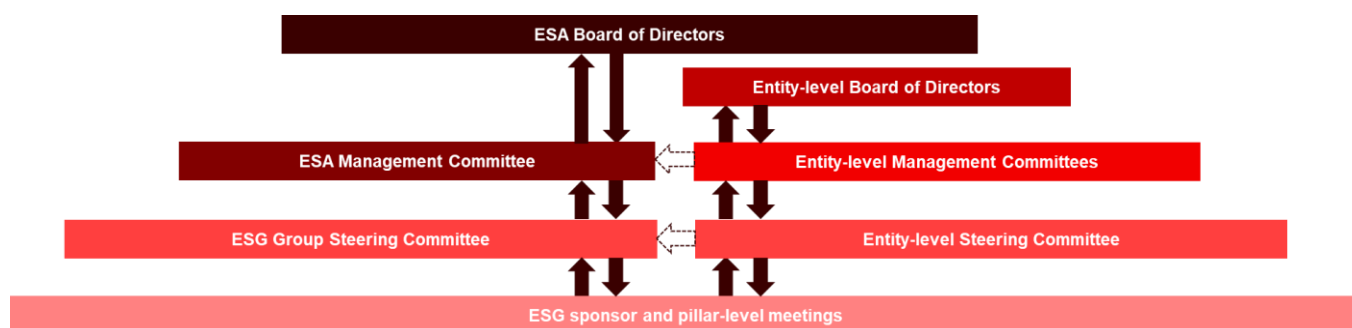 ESA Board of Directors
Entity-level Board of Directors
ESA Management Committee
Entity-level Management Committees
ESG Group Steering Committee
Entity-level Steering Committee
ESG sponsor and pillar-level meetings